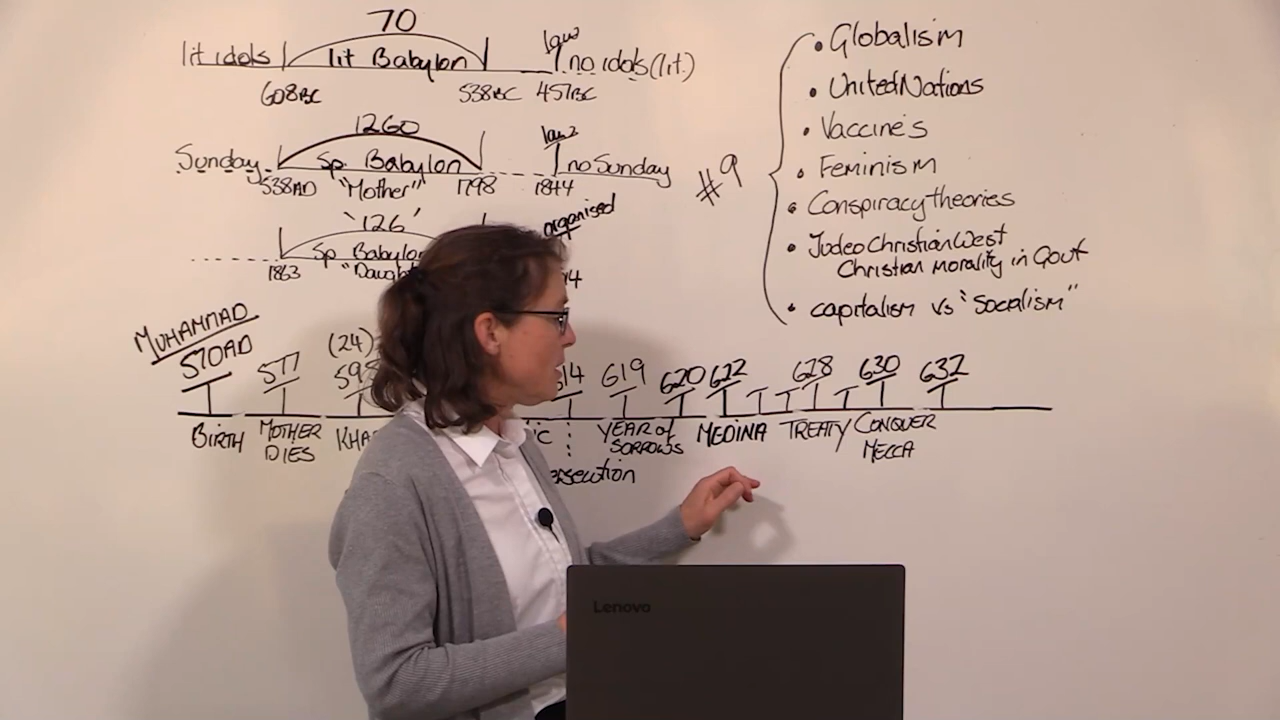 70
lit idols lit Babylon law no idols (lit.)
608BC 538BC 457BC
1260
law 2
Sunday Sp. Babylon no Sunday
538AD "Mother" 1798 1844
'126'
organised
Sp Babylon
1863
#9
• Globalism
• United Nations
• Vaccine's
• Feminism
• Conspiracy theories
• Judeo Christian West
Christian morality in Govt
• capitalism vs "Socialism"
MUHAMMAD
570AD 577 (24) 619 620 622 628 630 632
BIRTH MOTHER DIES YEAR of SORROWS MEDINA TREATY CONQUER MECCA
Lenovo